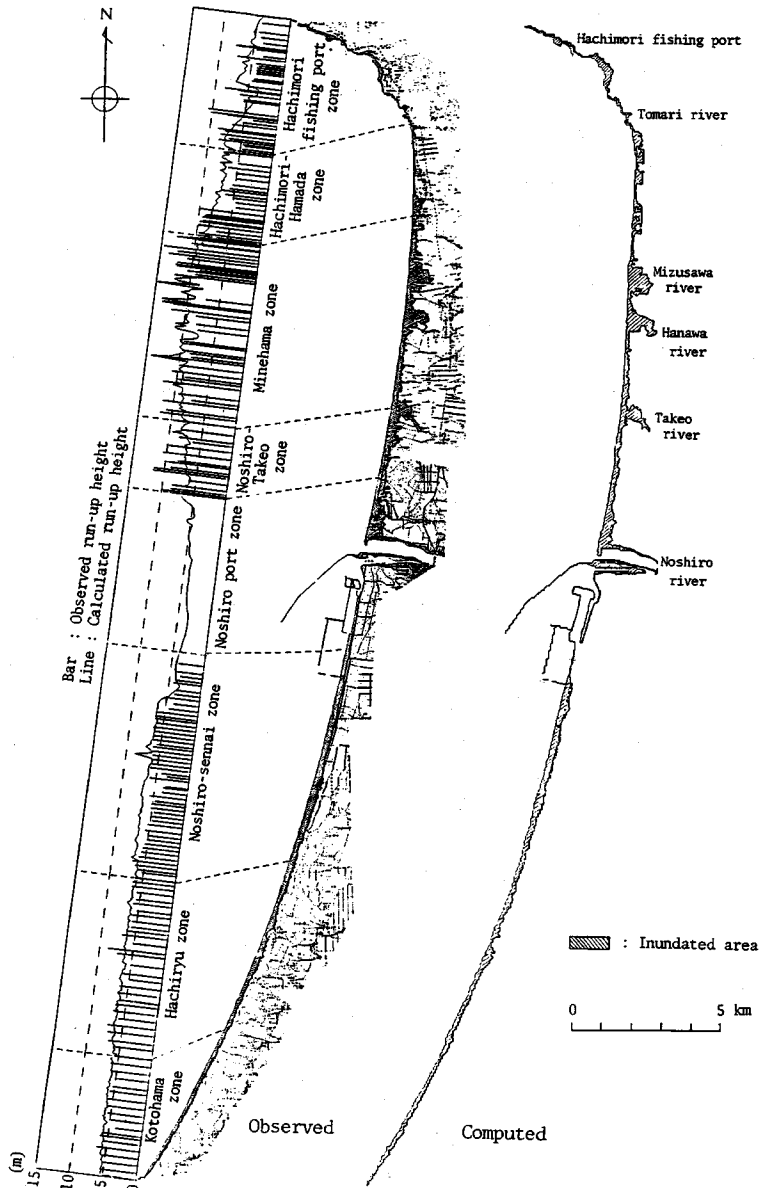 N
Hachimori fishing port
Tomari river
Mizusawa
river
Hanawa
river
Takeo
river
Noshiro
river
Hachimori
fishing port
zone
Hachimori-
Hamada
zone
Minehama zone
Noshiro
Takeo
zone
Noshiro port zone
Noshiro-sennai zone
Hachiryu zone
Kotohama
zone
Bar : Observed run-up height
Line : Calculated run-up height
: Inundated area
0 5 km
Observed
Computed
(m)
15
10
5
0